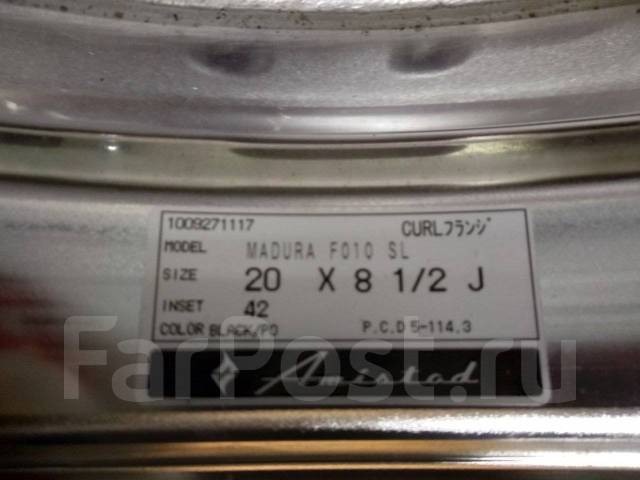 1009271117 CURLフランジ
MODEL MADURA F010 SL
SIZE 20 X 8 1/2 J
INSET 42
COLOR BLACK/PO P.C.D 5-114.3
Amistad
FarPost.ru